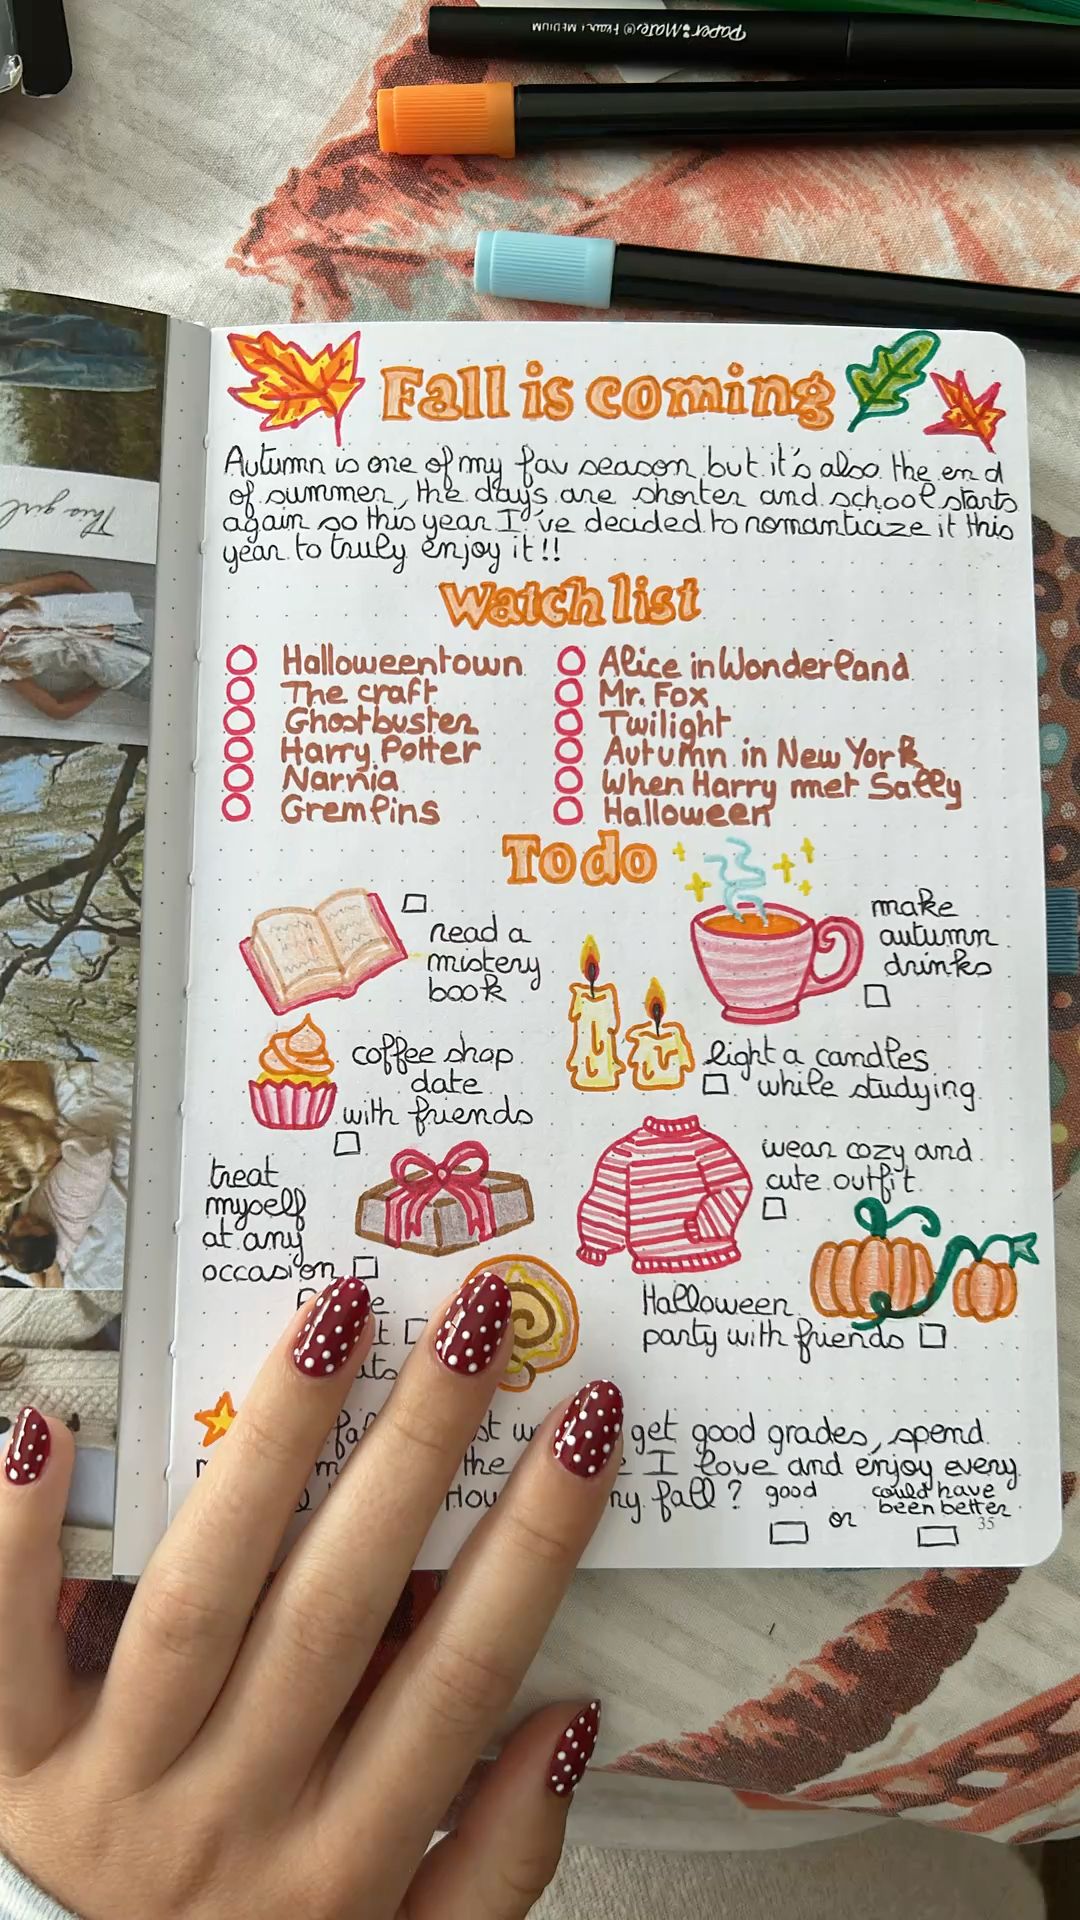 Paper Mate® Flair · MEDIUM
This girl
Fall is coming
Autumn is one of my fav season but it's also the end
of summer, the days are shorter and school starts
again so this year I've decided to romanticize it this
year to truly enjoy it!!
Watch list
Halloweentown
The craft
Ghostbuster
Harry Potter
Narnia
Gremlins
Alice in Wonderland
Mr. Fox
Twilight
Autumn in New York
When Harry met Sally
Halloween
To do
read a
mistery
book
make
autumn
drinks
coffee shop
date
with friends
light a candles
while studying
treat
myself
at any
occasion
wear cozy and
cute outfit
Halloween
party with friends
get good grades, spend
the I love and enjoy every
my fall? good or could have
been better
35